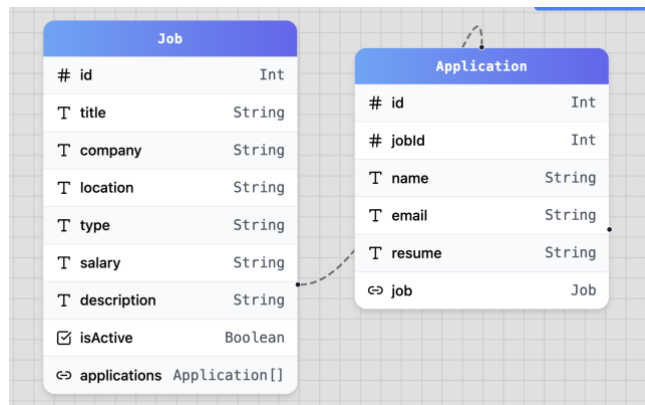 Job
id Int
title String
company String
location String
type String
salary String
description String
isActive Boolean
applications Application[]
Application
id Int
jobId Int
name String
email String
resume String
job Job